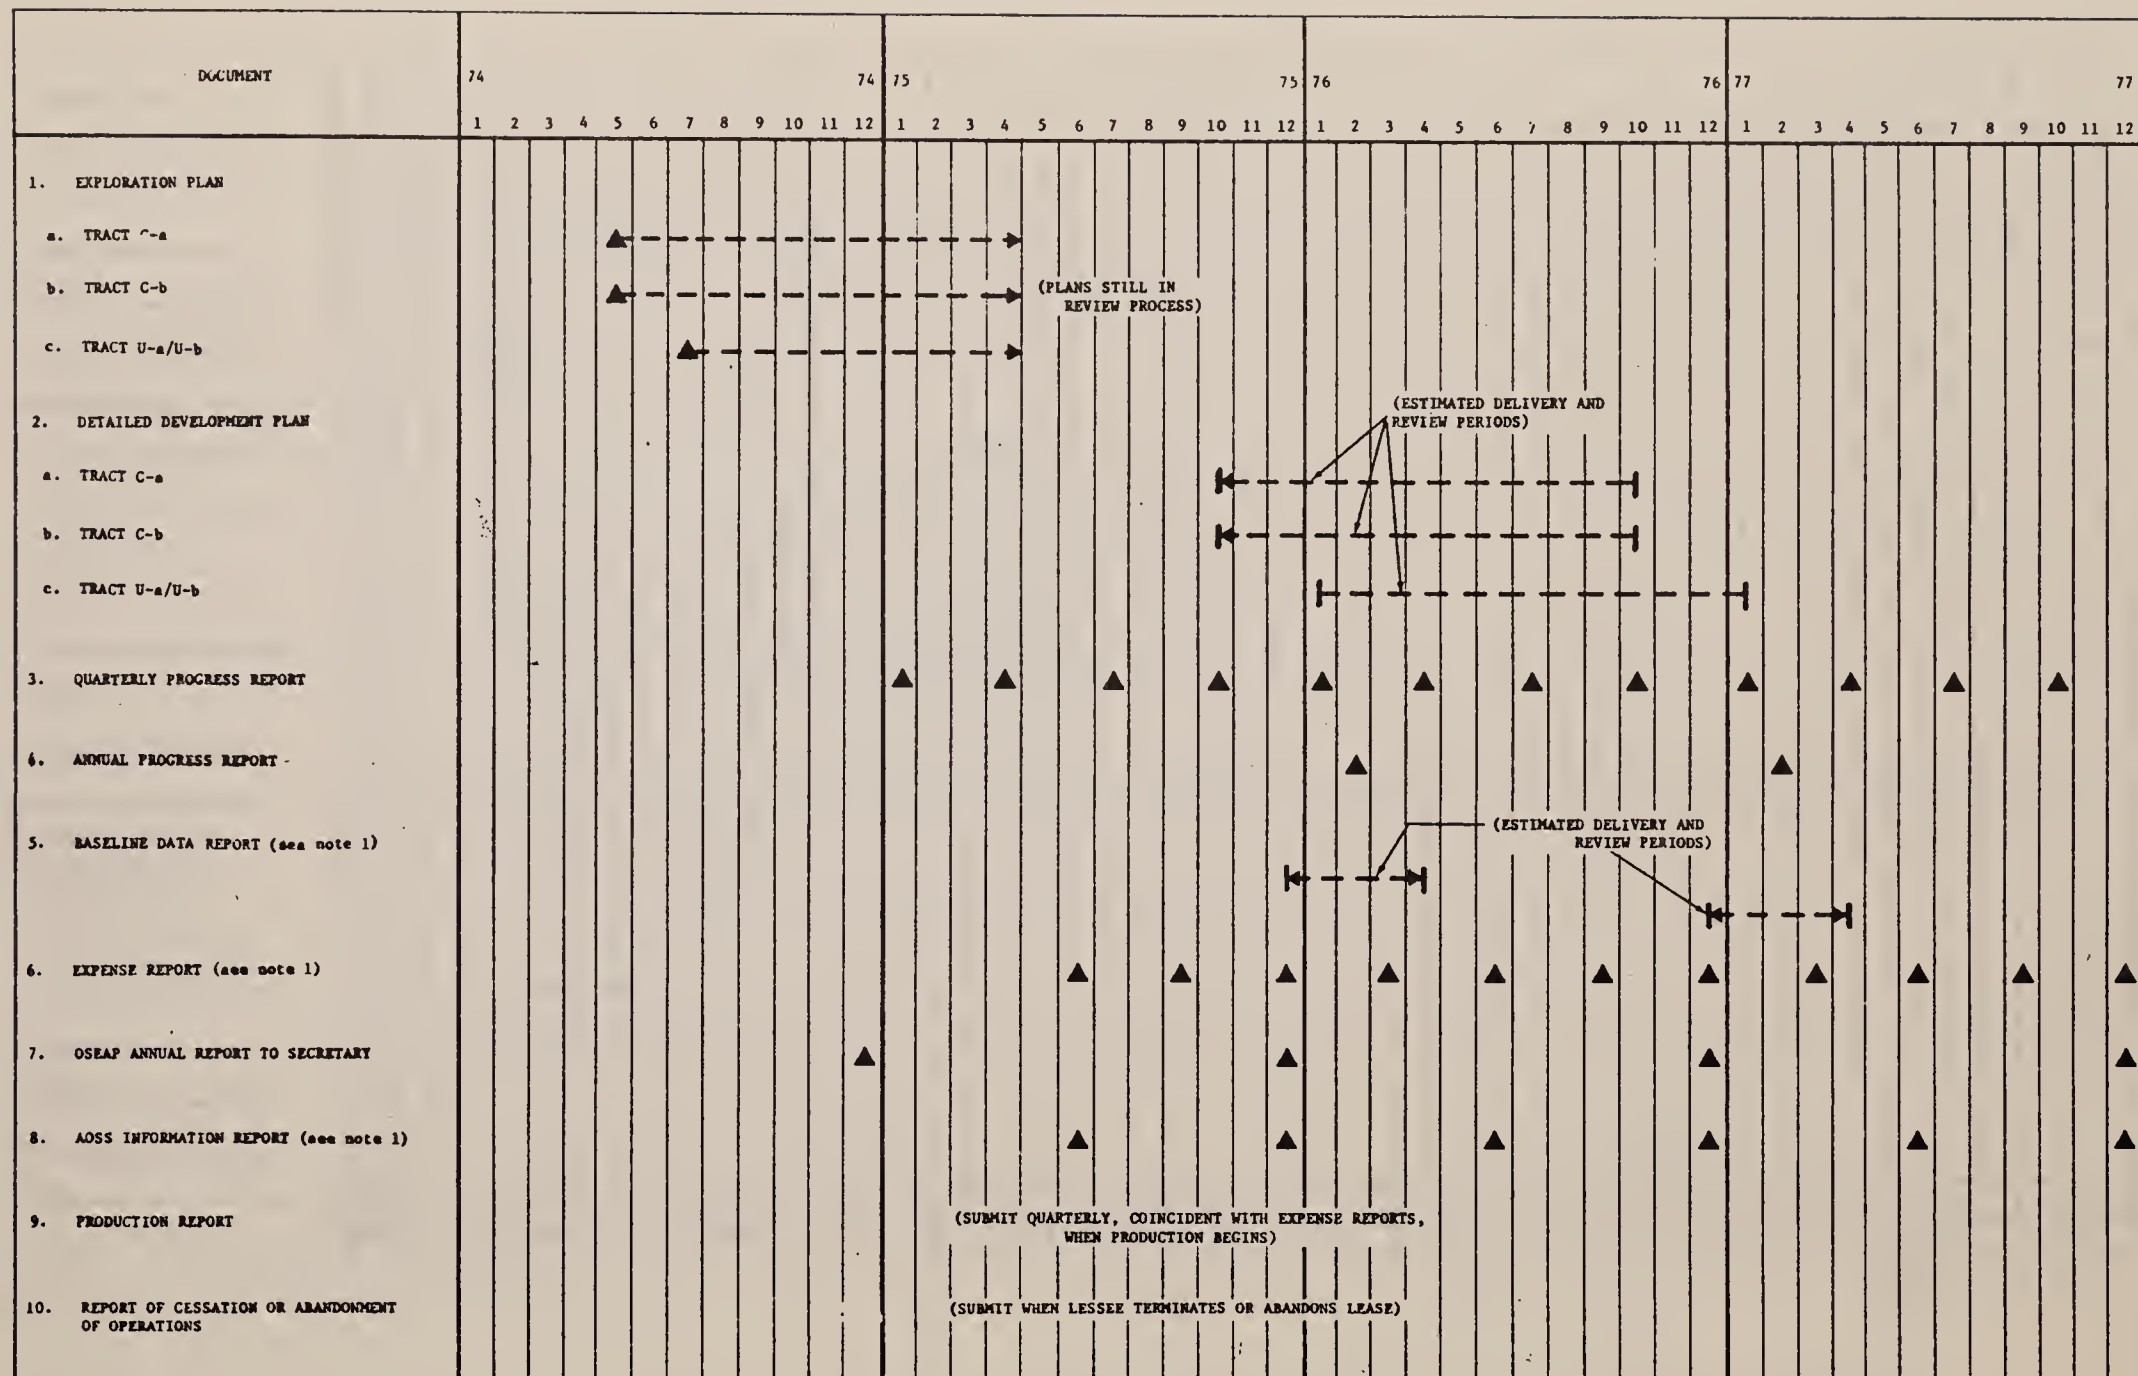 DOCUMENT
74 74 75 75 76 76 77 77
1 2 3 4 5 6 7 8 9 10 11 12 1 2 3 4 5 6 7 8 9 10 11 12 1 2 3 4 5 6 7 8 9 10 11 12 1 2 3 4 5 6 7 8 9 10 11 12
1. EXPLORATION PLAN
a. TRACT C-a
b. TRACT C-b
(PLANS STILL IN
REVIEW PROCESS)
c. TRACT U-a/U-b
(ESTIMATED DELIVERY AND
REVIEW PERIODS)
2. DETAILED DEVELOPMENT PLAN
a. TRACT C-a
b. TRACT C-b
c. TRACT U-a/U-b
3. QUARTERLY PROGRESS REPORT
4. ANNUAL PROGRESS REPORT
(ESTIMATED DELIVERY AND
REVIEW PERIODS)
5. BASELINE DATA REPORT (see note 1)
6. EXPENSE REPORT (see note 1)
7. OSEAP ANNUAL REPORT TO SECRETARY
8. AOSS INFORMATION REPORT (see note 1)
9. PRODUCTION REPORT
(SUBMIT QUARTERLY, COINCIDENT WITH EXPENSE REPORTS,
WHEN PRODUCTION BEGINS)
10. REPORT OF CESSATION OR ABANDONMENT
OF OPERATIONS
(SUBMIT WHEN LESSEE TERMINATES OR ABANDONS LEASE)